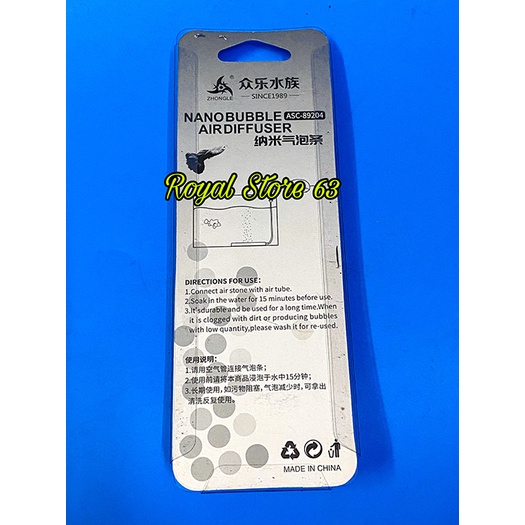 众乐水族
ZHONGLE
SINCE1989
NANOBUBBLE ASC-89204
AIRDIFFUSER
纳米气泡条
Royal Store 63
DIRECTIONS FOR USE:
1.Connect air stone with air tube.
2.Soak in the water for 15 minutes before use.
3.It'sdurable and be used for a long time.When
it is clogged with dirt or producing bubbles
with low quantity,please wash it for re-used.
使用说明:
1.请用空气管连接气泡条;
2.使用前请将本商品浸泡于水中15分钟;
3.长期使用,如污物阻塞,气泡减少时,可拿出
清洗反复使用。
MADE IN CHINA